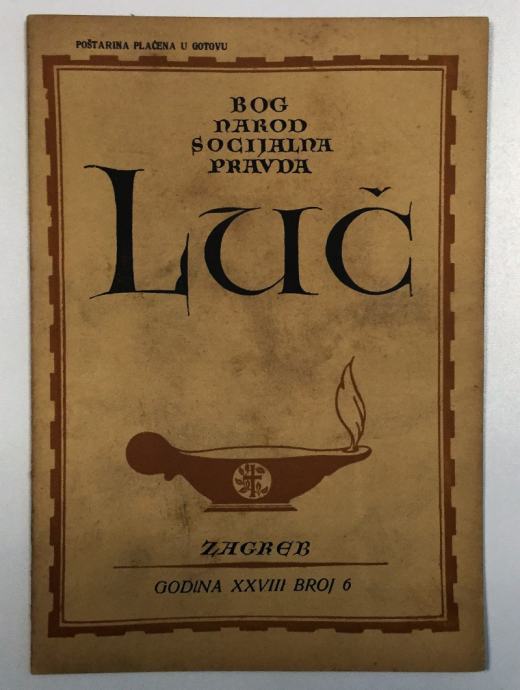 POŠTARINA PLAĆENA U GOTOVU
BOG
NAROD
SOCIJALNA
PRAVDA
LUČ
ZAGREB
GODINA XXVIII BROJ 6